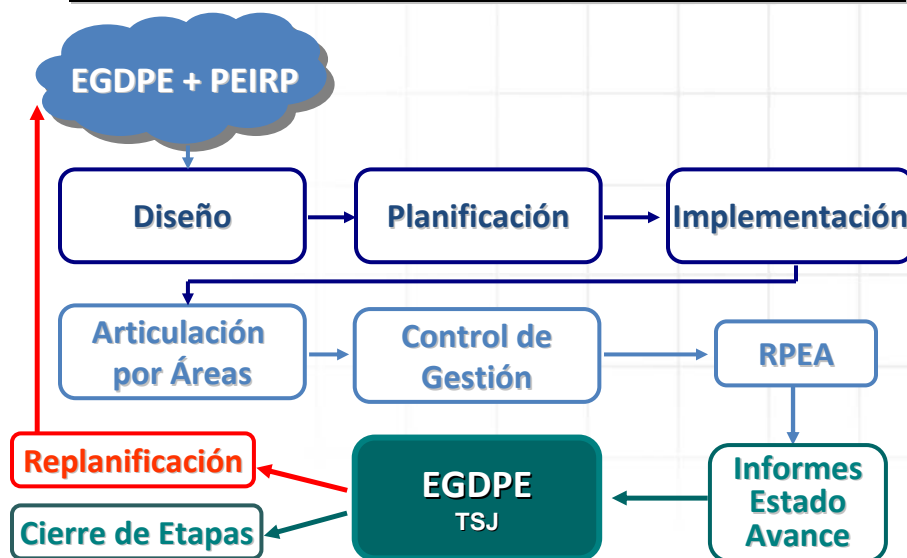 EGDPE + PEIRP
Diseño
Planificación
Implementación
Articulación
por Áreas
Control de
Gestión
RPEA
Replanificación
EGDPE
TSJ
Informes
Estado
Avance
Cierre de Etapas